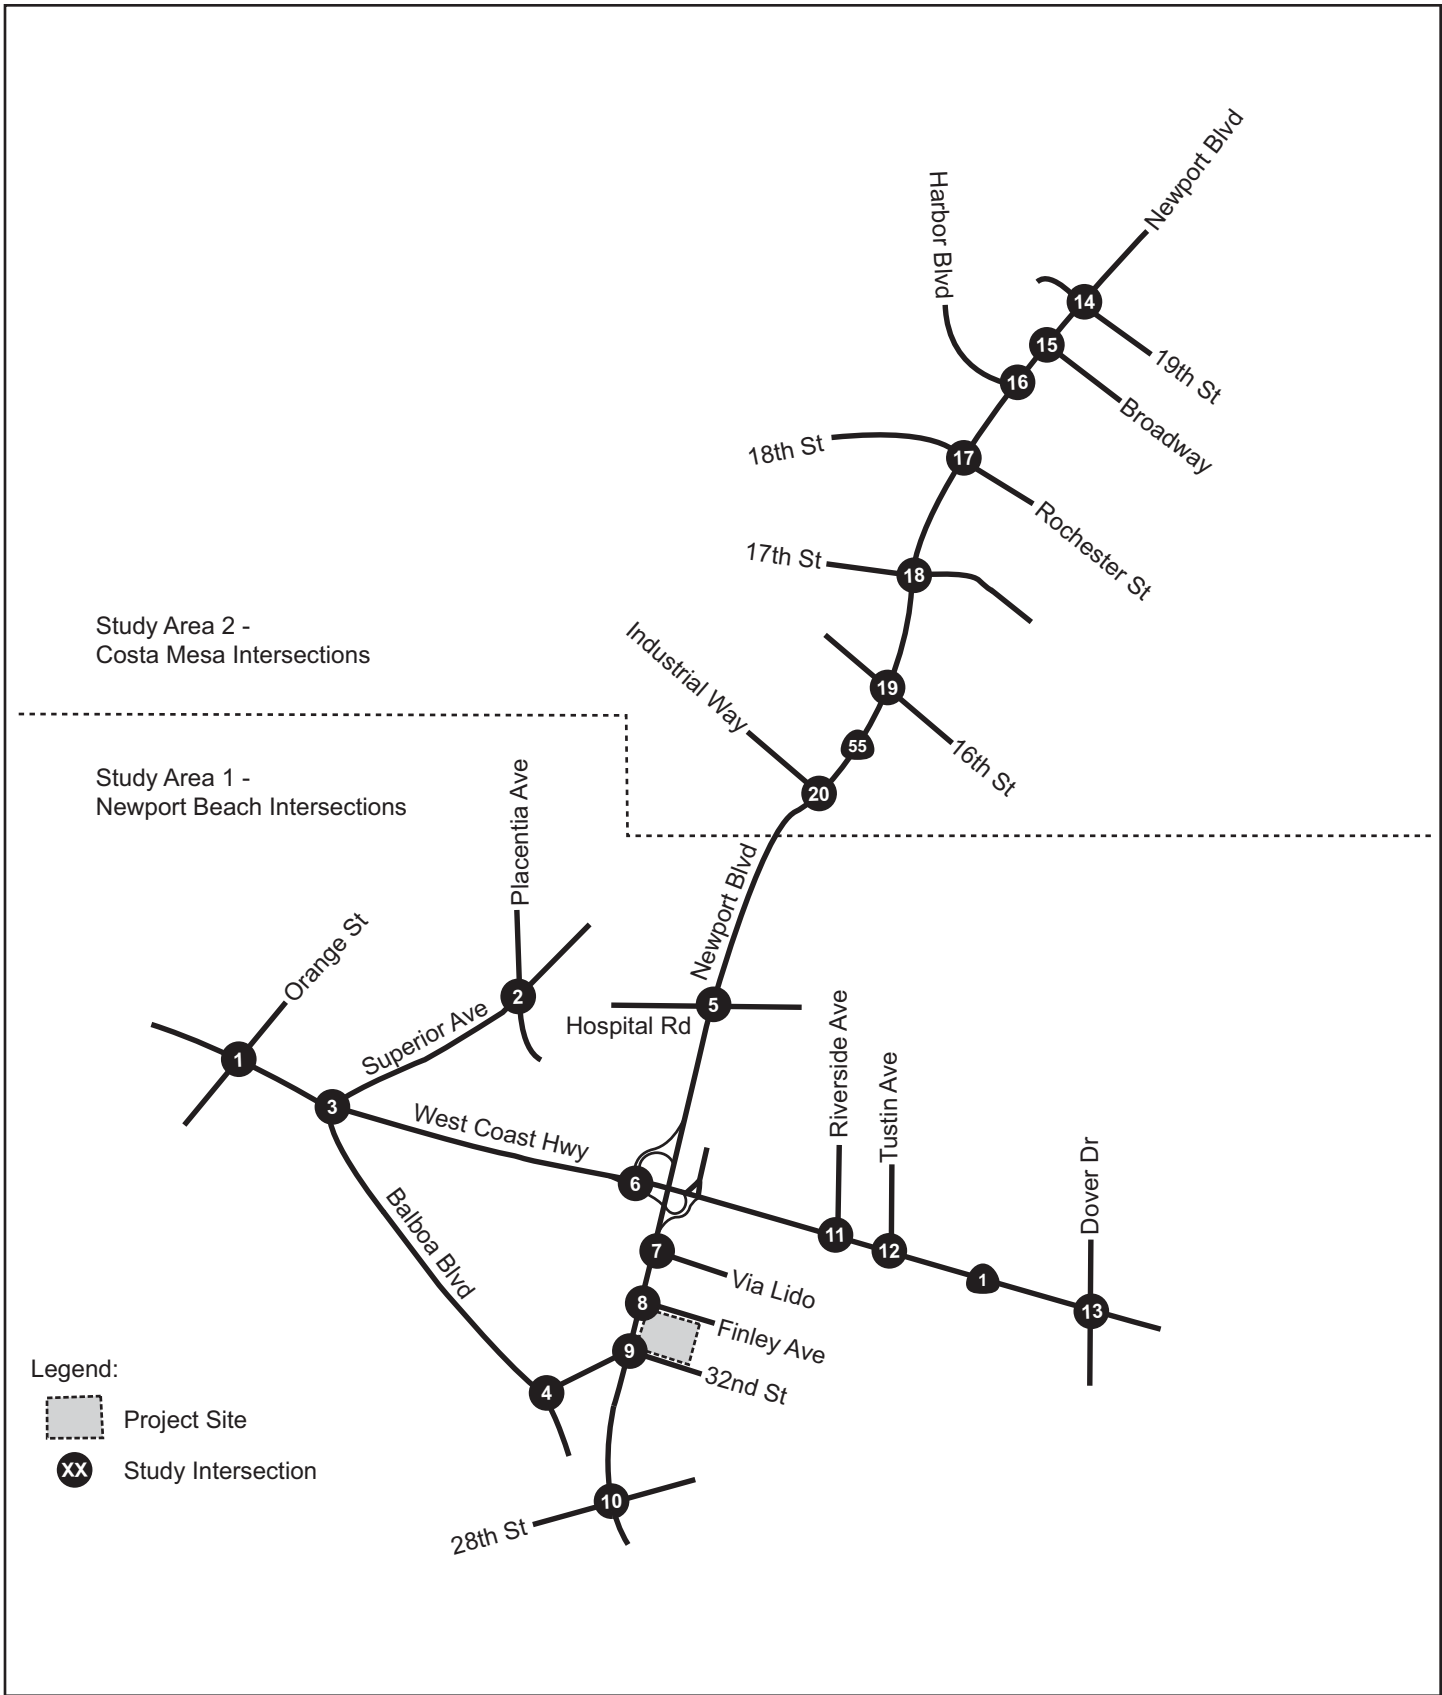 Newport Blvd
Harbor Blvd
14
15
19th St
16
Broadway
18th St
17
Rochester St
17th St
18
Study Area 2 -
Costa Mesa Intersections
Industrial Way
19
55
16th St
Study Area 1 -
Newport Beach Intersections
20
Placentia Ave
Newport Blvd
Orange St
2
5
Superior Ave
Hospital Rd
1
Riverside Ave
Tustin Ave
3
West Coast Hwy
Dover Dr
6
Balboa Blvd
11
7
12
Via Lido
1
8
13
Finley Ave
9
32nd St
Legend:
4
Project Site
XX
Study Intersection
10
28th St